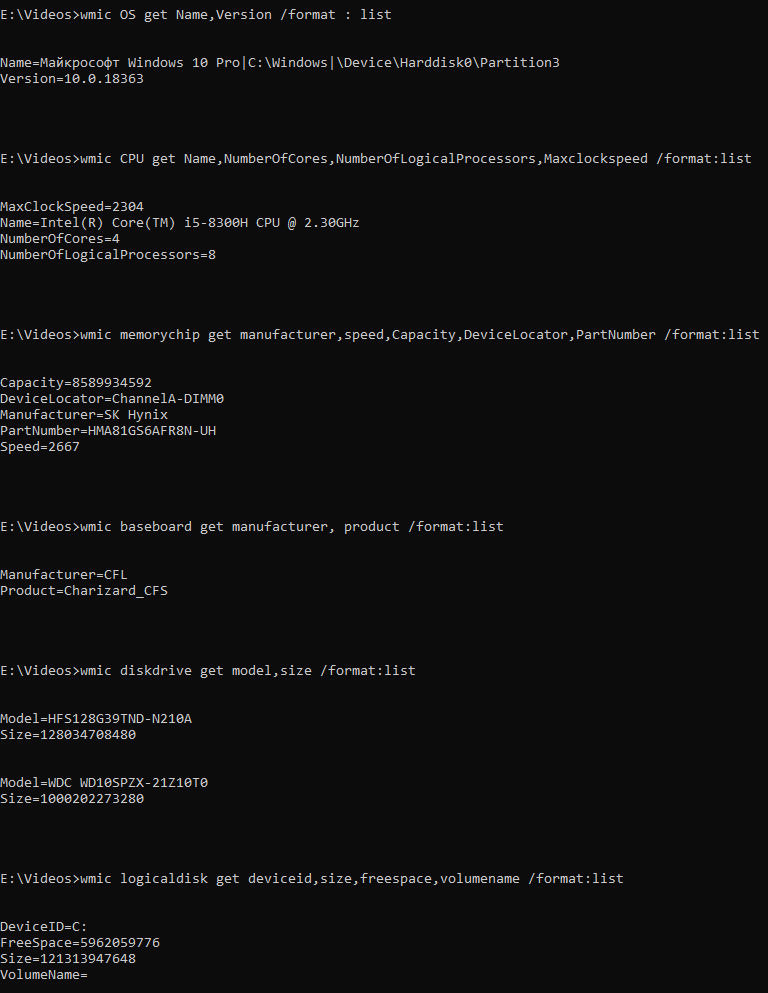 E:\Videos>wmic OS get Name,Version /format : list
Name=Майкрософт Windows 10 Pro|C:\Windows|\Device\Harddisk0\Partition3
Version=10.0.18363
E:\Videos>wmic CPU get Name,NumberOfCores,NumberOfLogicalProcessors,Maxclockspeed /format:list
MaxClockSpeed=2304
Name=Intel(R) Core(TM) i5-8300H CPU @ 2.30GHz
NumberOfCores=4
NumberOfLogicalProcessors=8
E:\Videos>wmic memorychip get manufacturer,speed,Capacity,DeviceLocator,PartNumber /format:list
Capacity=8589934592
DeviceLocator=ChannelA-DIMM0
Manufacturer=SK Hynix
PartNumber=HMA81GS6AFR8N-UH
Speed=2667
E:\Videos>wmic baseboard get manufacturer, product /format:list
Manufacturer=CFL
Product=Charizard_CFS
E:\Videos>wmic diskdrive get model,size /format:list
Model=HFS128G39TND-N210A
Size=128034708480
Model=WDC WD10SPZX-21Z10T0
Size=1000202273280
E:\Videos>wmic logicaldisk get deviceid,size,freespace,volumename /format:list
DeviceID=C:
FreeSpace=5962059776
Size=121313947648
VolumeName=